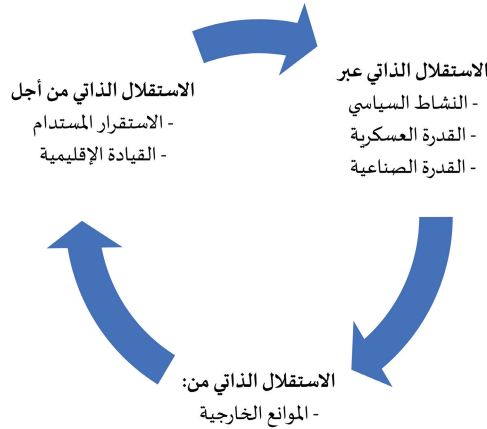 الاستقلال الذاتي عبر
- النشاط السياسي
- القدرة العسكرية
- القدرة الصناعية
الاستقلال الذاتي من:
- الموانع الخارجية
الاستقلال الذاتي من أجل
- الاستقرار المستدام
- القيادة الإقليمية